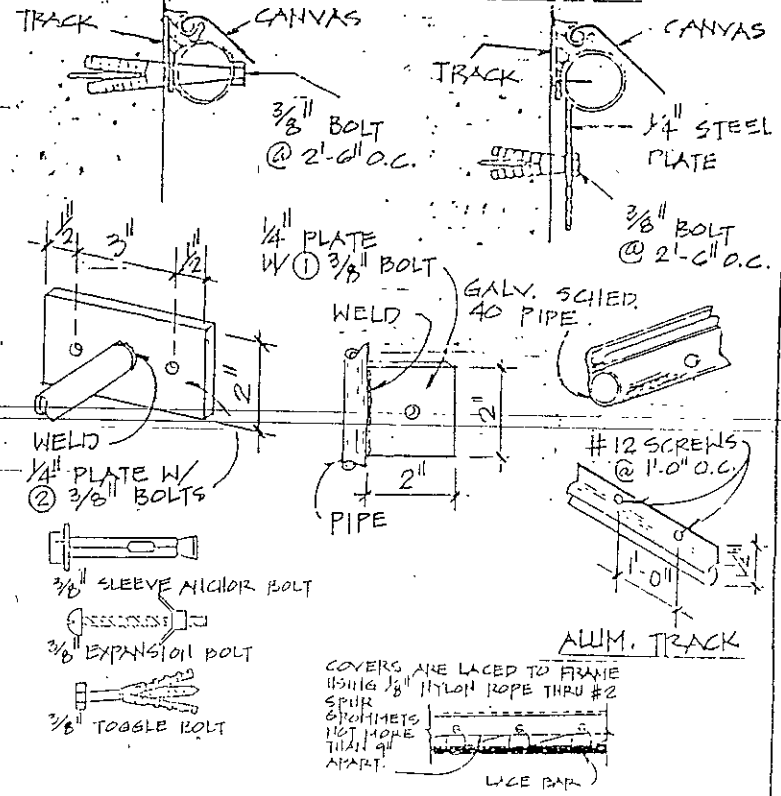 TRACK
CANVAS
3/8" BOLT
@ 2'-6" O.C.
TRACK
CANVAS
1/4" STEEL
PLATE
3/8" BOLT
@ 2'-6" O.C.
1/2"
3"
1/2"
2"
WELD
1/4" PLATE W/
② 3/8" BOLTS
1/4" PLATE
W/ ① 3/8" BOLT
WELD
2"
2"
PIPE
GALV. SCHED.
40 PIPE
#12 SCREWS
@ 1'-0" O.C.
1'-0"
ALUM. TRACK
3/8" SLEEVE ANCHOR BOLT
3/8" EXPANSION BOLT
3/8" TOGGLE BOLT
COVERS ARE LACED TO FRAME
USING 1/8" NYLON ROPE THRU #2
SPUR
GROMMETS
NOT MORE
THAN 9"
APART.
LACE BAR